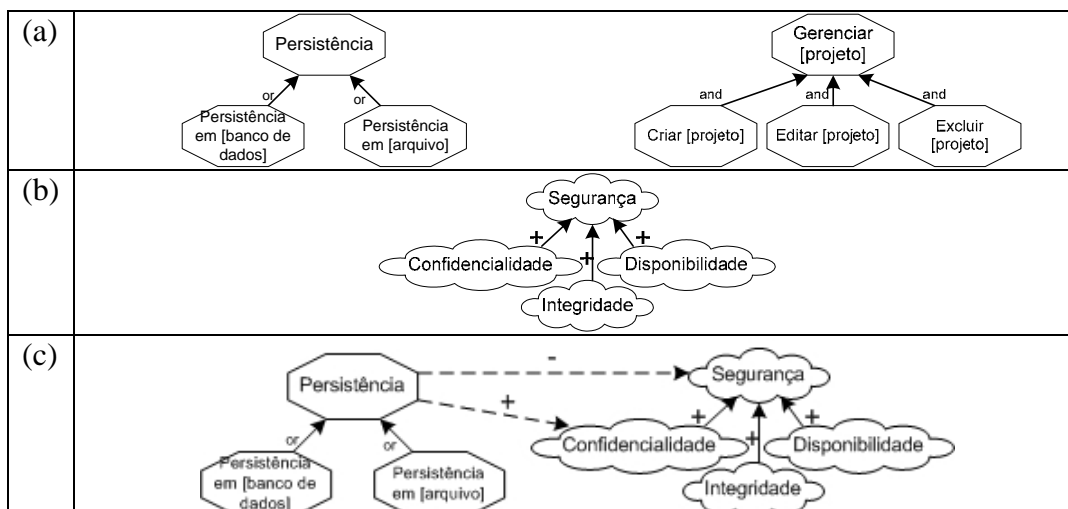 (a)
Persistência
or
or
Persistência
em [banco de
dados]
Persistência
em [arquivo]
Gerenciar
[projeto]
and
and
and
Criar [projeto]
Editar [projeto]
Excluir
[projeto]
(b)
Segurança
+
+
+
Confidencialidade
Disponibilidade
Integridade
(c)
-
+
Persistência
or
or
Persistência
em [banco de
dados]
Persistência
em [arquivo]
Segurança
+
+
+
Confidencialidade
Disponibilidade
Integridade